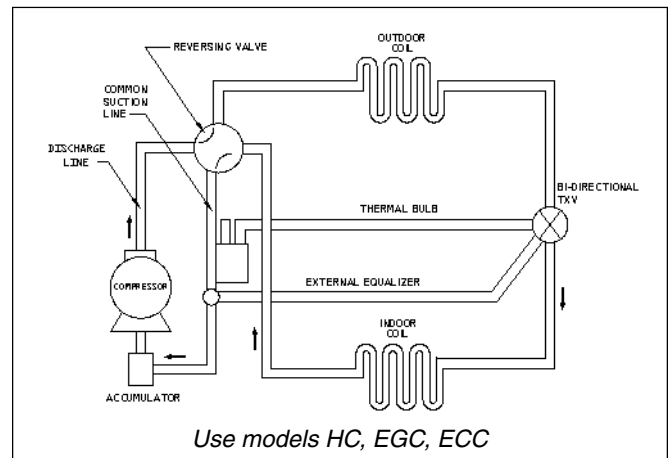 REVERSING VALVE
OUTDOOR
COIL
COMMON
SUCTION
LINE
DISCHARGE
LINE
BI-DIRECTIONAL
TXV
THERMAL BULB
COMPRESSOR
EXTERNAL EQUALIZER
INDOOR
COIL
ACCUMULATOR
Use models HC, EGC, ECC